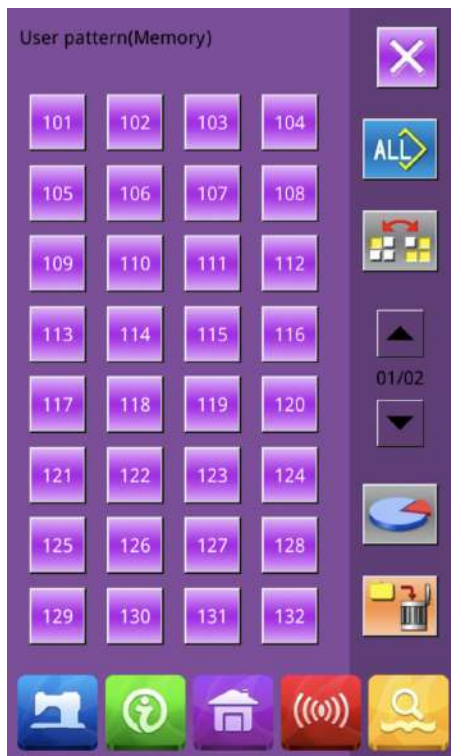 User pattern(Memory)
101 102 103 104
ALL
105 106 107 108
109 110 111 112
113 114 115 116
01/02
117 118 119 120
121 122 123 124
125 126 127 128
129 130 131 132
i
((o))